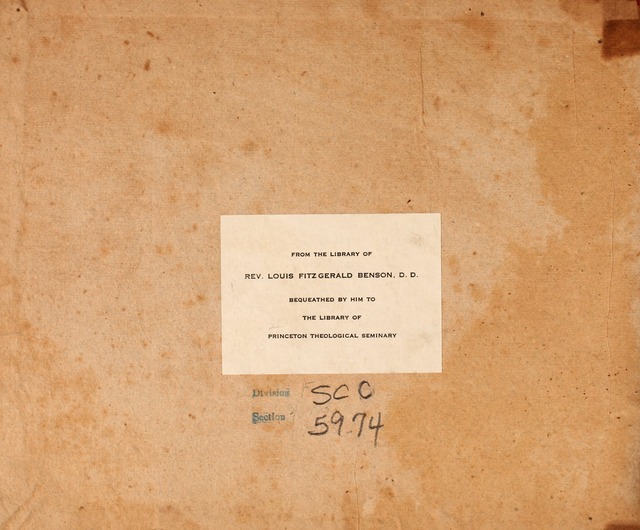 FROM THE LIBRARY OF
REV. LOUIS FITZGERALD BENSON, D. D.
BEQUEATHED BY HIM TO
THE LIBRARY OF
PRINCETON THEOLOGICAL SEMINARY
Division SCC
Section 5974